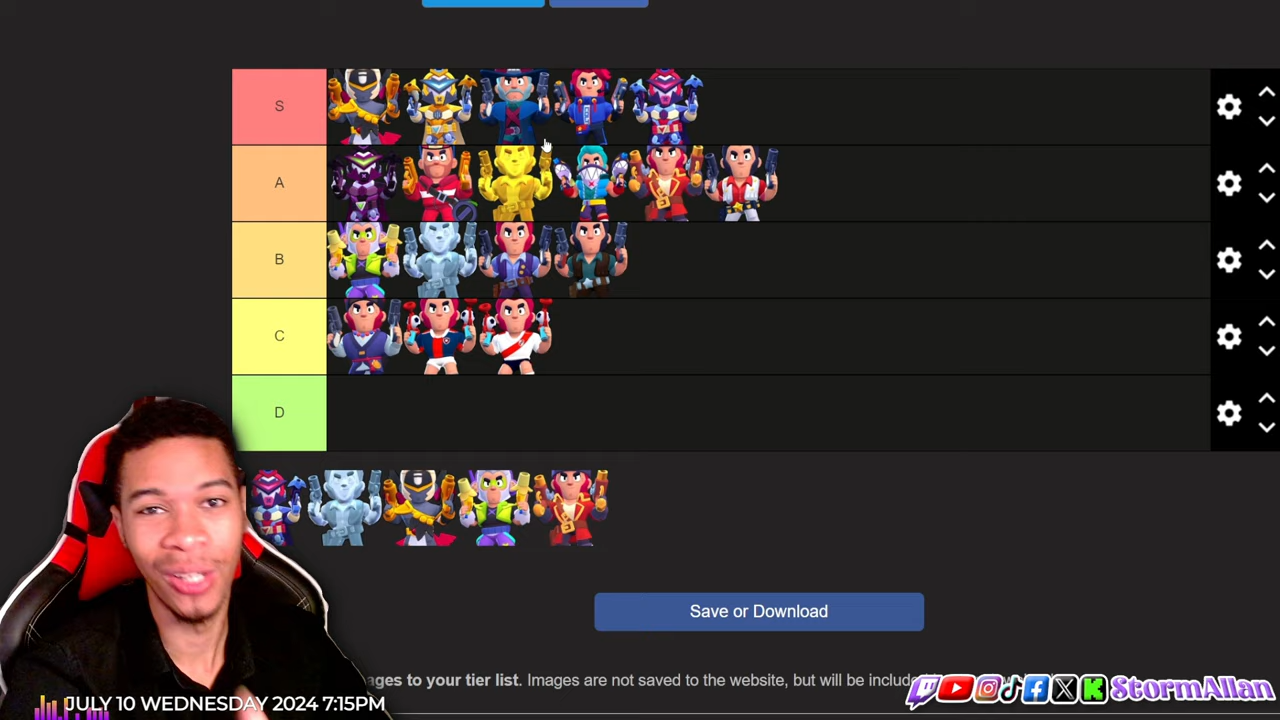 S
A
B
C
D
Save or Download
ages to your tier list. Images are not saved to the website, but will be include
JULY 10 WEDNESDAY 2024 7:15PM
StormAllan